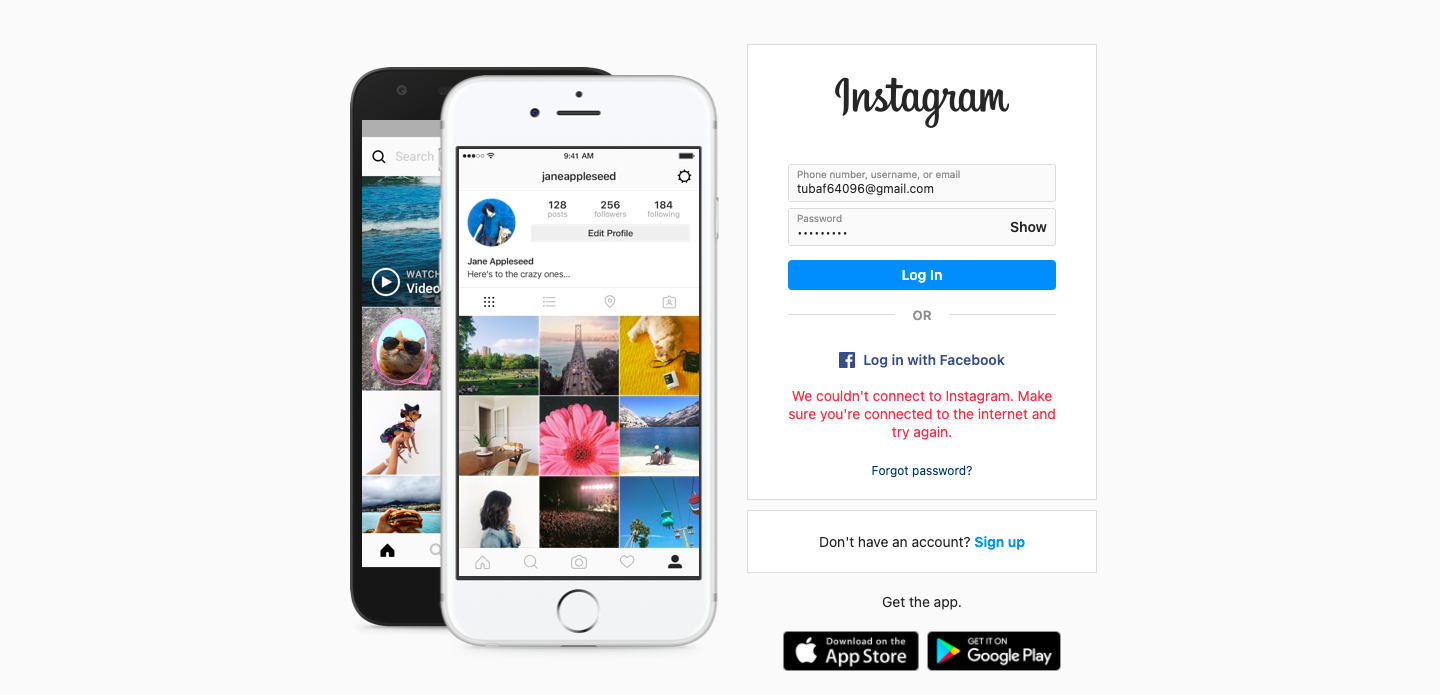 Search
WATCH
Video
9:41 AM
janeappleseed
128
posts
256
followers
184
following
Edit Profile
Jane Appleseed
Here's to the crazy ones...
Instagram
Phone number, username, or email
tubaf64096@gmail.com
Password
•••••••••
Show
Log In
OR
Log in with Facebook
We couldn't connect to Instagram. Make
sure you're connected to the internet and
try again.
Forgot password?
Don't have an account? Sign up
Get the app.
Download on the
App Store
GET IT ON
Google Play